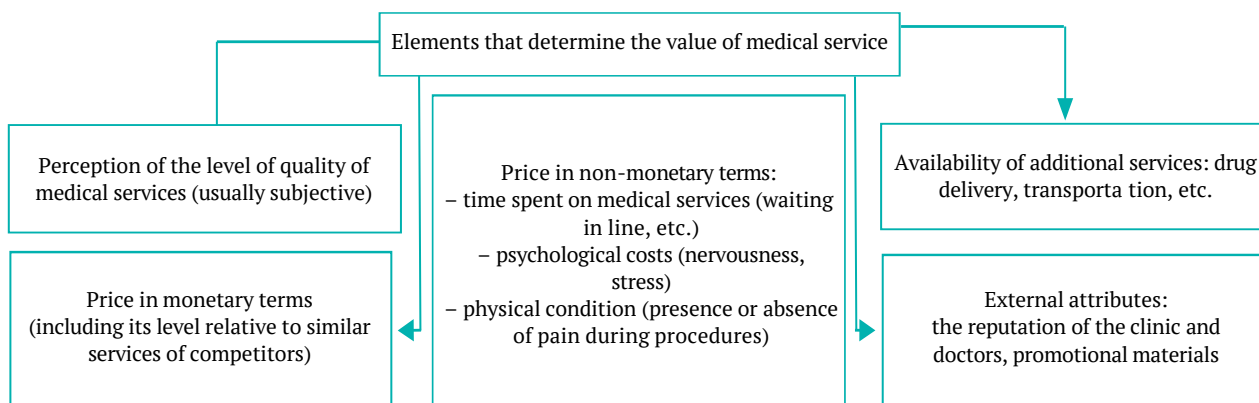 Elements that determine the value of medical service
Perception of the level of quality of
medical services (usually subjective)
Price in monetary terms
(including its level relative to similar
services of competitors)
Price in non-monetary terms:
– time spent on medical services (waiting
in line, etc.)
– psychological costs (nervousness,
stress)
– physical condition (presence or absence
of pain during procedures)
Availability of additional services: drug
delivery, transporta tion, etc.
External attributes:
the reputation of the clinic and
doctors, promotional materials